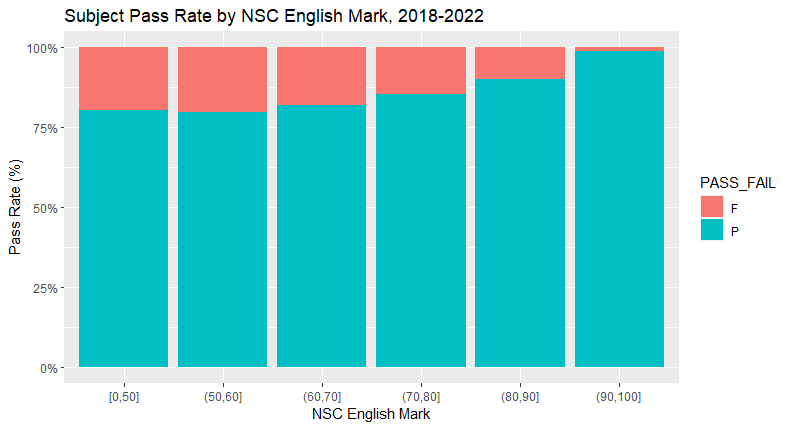 Subject Pass Rate by NSC English Mark, 2018-2022
100%
75%
50%
25%
0%
Pass Rate (%)
[0,50] (50,60] (60,70] (70,80] (80,90] (90,100]
NSC English Mark
PASS_FAIL
F
P